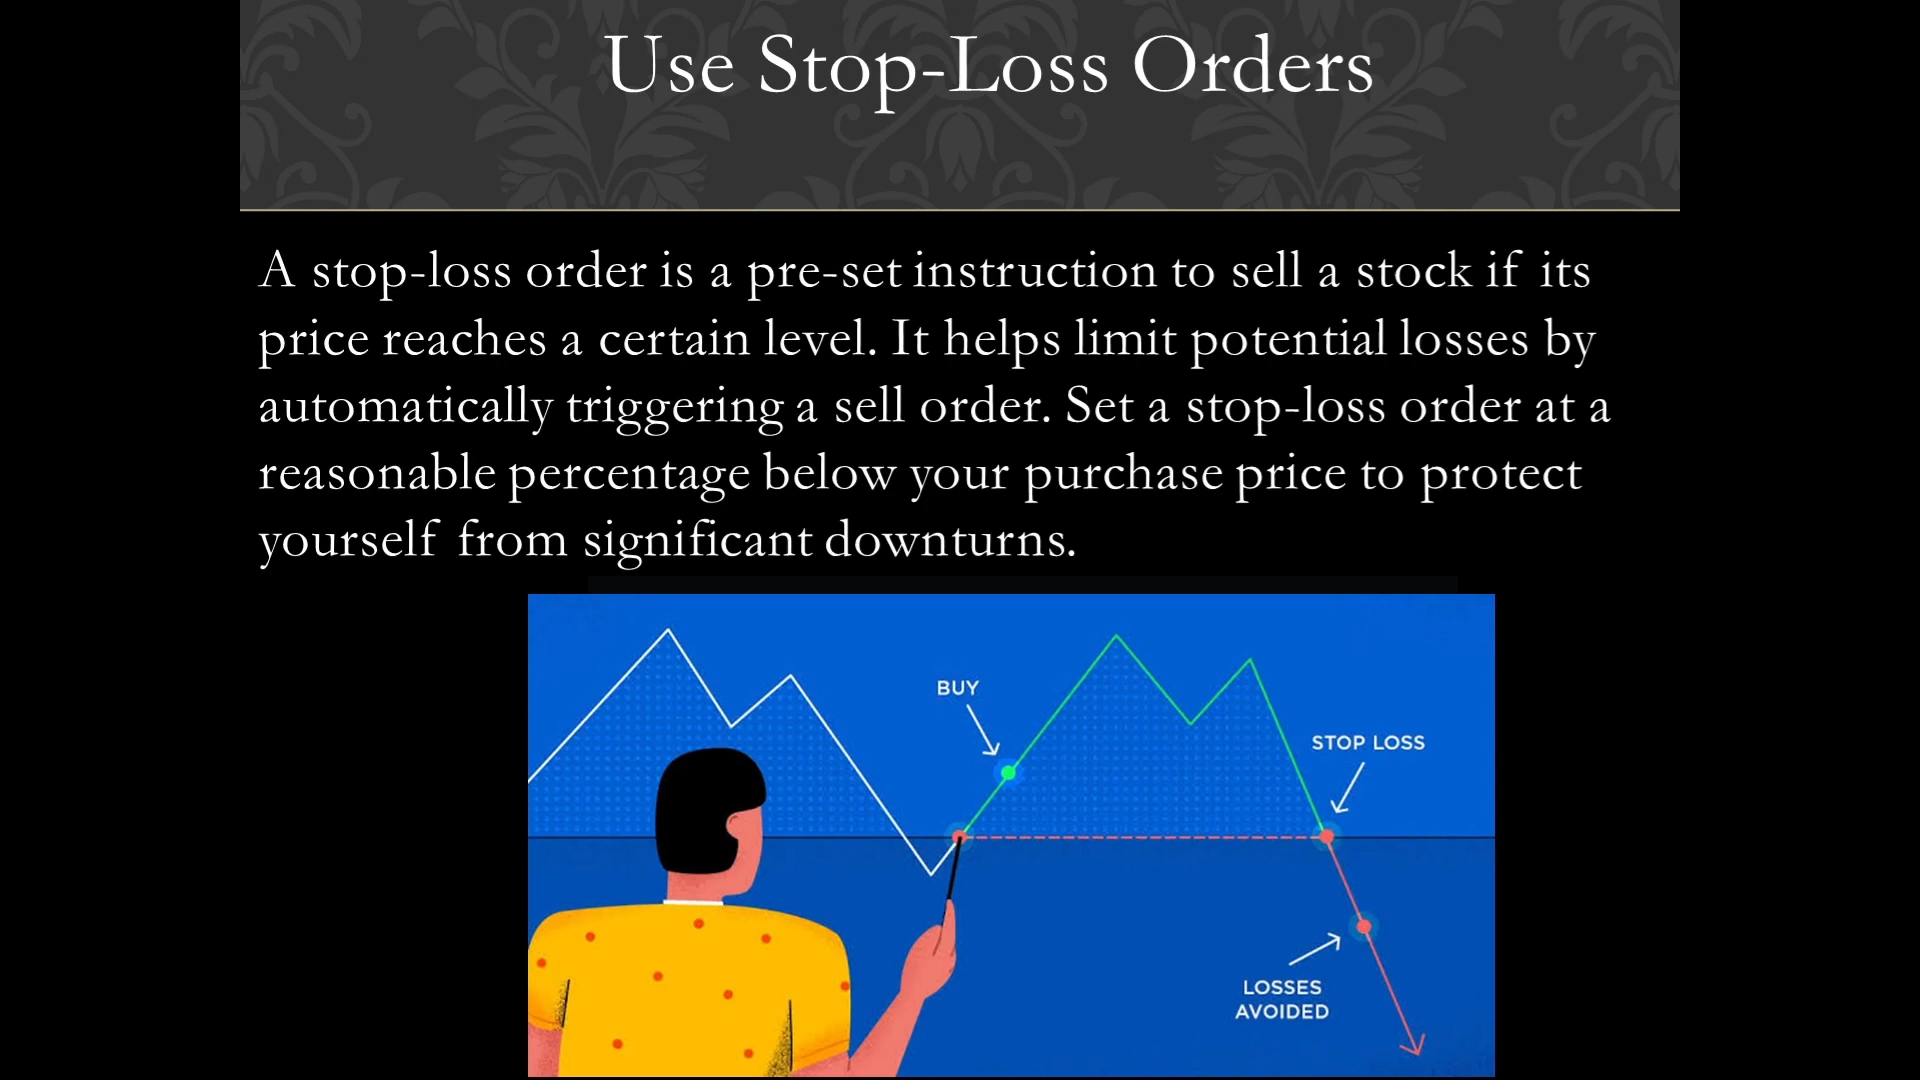 Use Stop-Loss Orders
A stop-loss order is a pre-set instruction to sell a stock if its
price reaches a certain level. It helps limit potential losses by
automatically triggering a sell order. Set a stop-loss order at a
reasonable percentage below your purchase price to protect
yourself from significant downturns.
BUY
STOP LOSS
LOSSES
AVOIDED